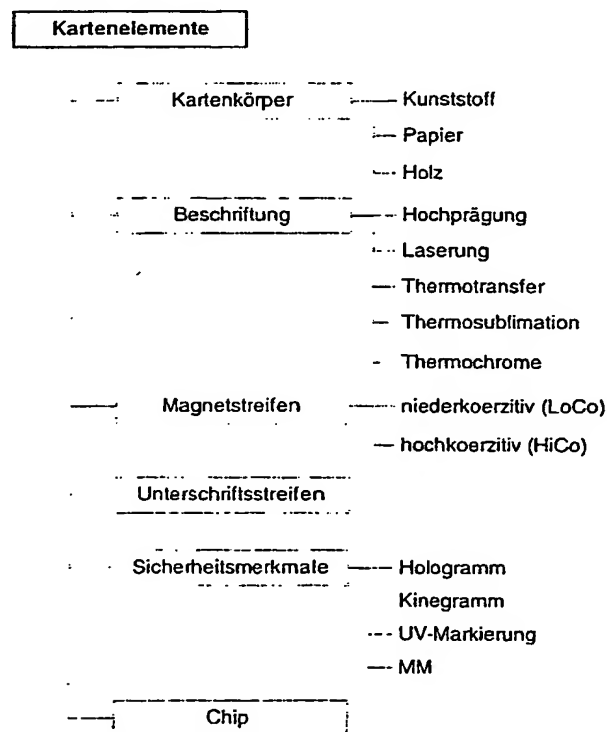 Kartenelemente
Kartenkörper
Kunststoff
Papier
Holz
Beschriftung
Hochprägung
Laserung
Thermotransfer
Thermosublimation
Thermochrome
Magnetstreifen
niederkoerzitiv (LoCo)
hochkoerzitiv (HiCo)
Unterschriftsstreifen
Sicherheitsmerkmale
Hologramm
Kinegramm
UV-Markierung
MM
Chip